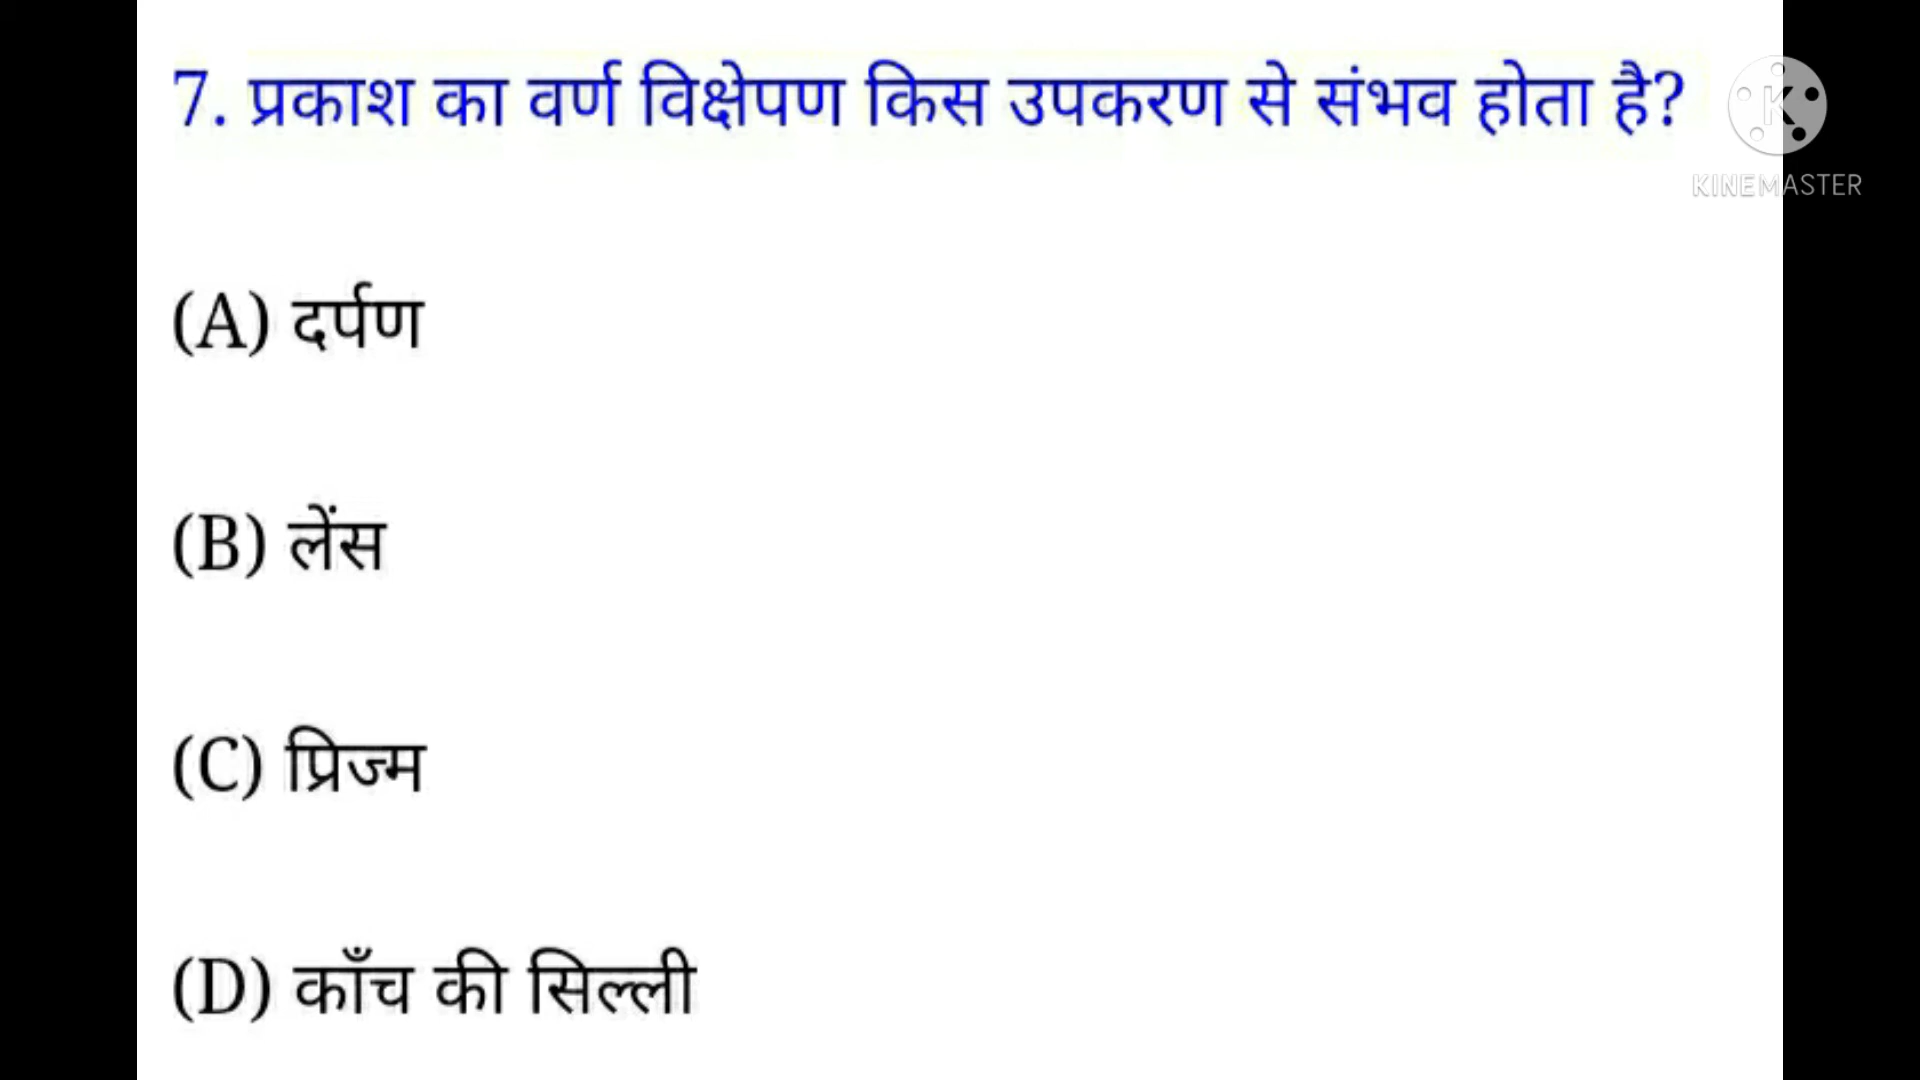 7. प्रकाश का वर्ण विक्षेपण किस उपकरण से संभव होता है?
K
KINEMASTER
(A) दर्पण
(B) लेंस
(C) प्रिज्म
(D) काँच की सिल्ली